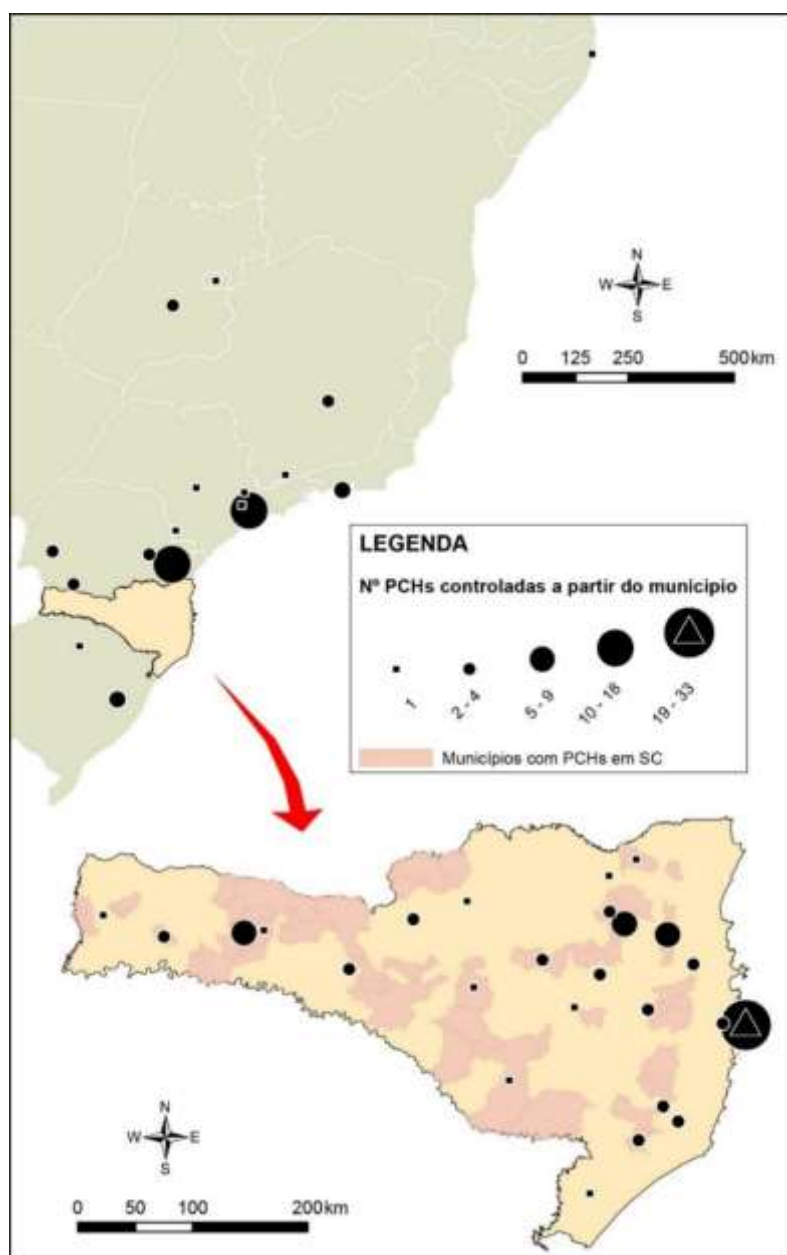 N
W E
S
0 125 250 500km
LEGENDA
Nº PCHs controladas a partir do municipio
1
2 - 4
5 - 9
10 - 18
19 - 33
Municípios com PCHs em SC
N
W E
S
0 50 100 200km